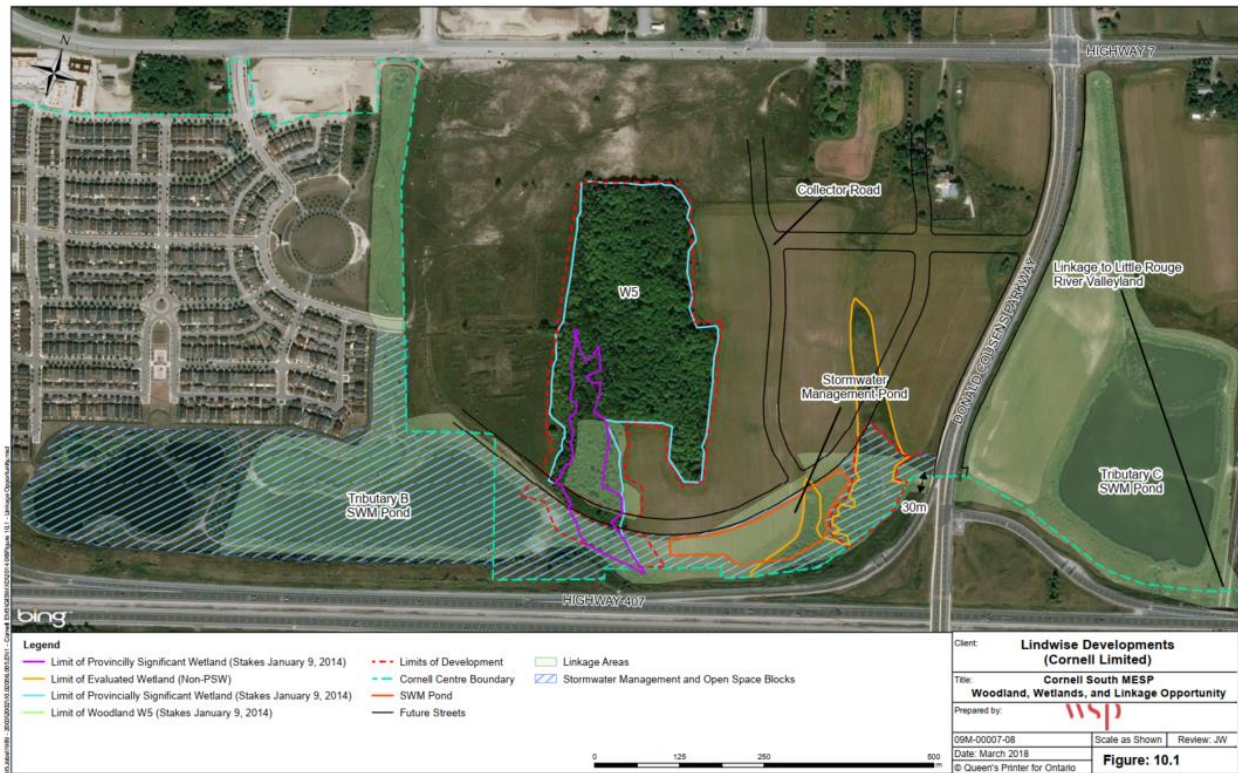 N
HIGHWAY 7
Collector Road
Linkage to Little Rouge
River Valleyland
W5
DONALD COUSENS PARKWAY
Stormwater
Management Pond
Tributary B
SWM Pond
Tributary C
SWM Pond
30m
HIGHWAY 407
bing
Legend
Limit of Provincilly Significant Wetland (Stakes January 9, 2014)
Limit of Evaluated Wetland (Non-PSW)
Limit of Provincially Significant Wetland (Stakes January 9, 2014)
Limit of Woodland W5 (Stakes January 9, 2014)
Limits of Development
Cornell Centre Boundary
SWM Pond
Future Streets
Linkage Areas
Stormwater Management and Open Space Blocks
0 125 250 500
m
Client: Lindwise Developments
(Cornell Limited)
Title: Cornell South MESP
Woodland, Wetlands, and Linkage Opportunity
Prepared by:
wsp
09M-00007-08 Scale as Shown Review: JW
Date: March 2018
© Queen's Printer for Ontario
Figure: 10.1